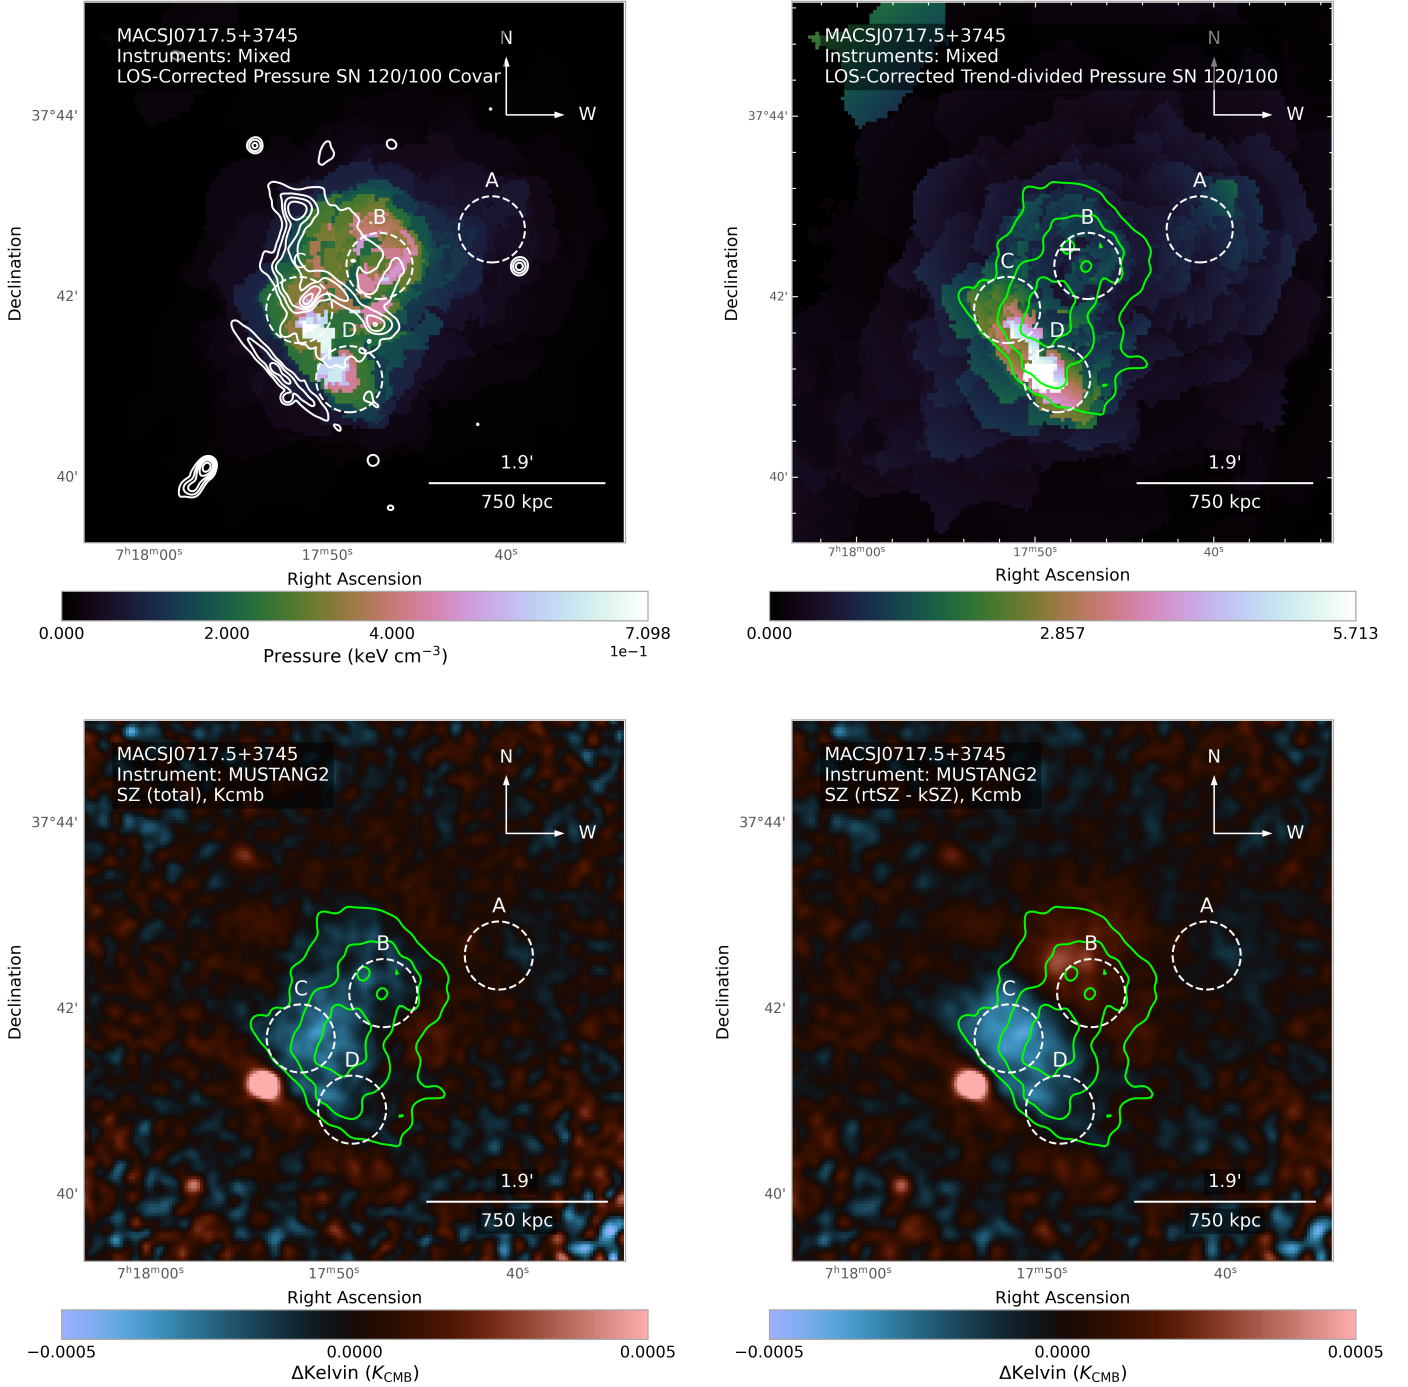 MACSJ0717.5+3745
Instruments: Mixed
LOS-Corrected Pressure SN 120/100 Covar
N
W
37°44'
42'
40'
Declination
A
B
C
D
1.9'
750 kpc
7ʰ18ᵐ00ˢ
17ᵐ50ˢ
40ˢ
Right Ascension
0.000
2.000
4.000
7.098
1e−1
Pressure (keV cm⁻³)
MACSJ0717.5+3745
Instruments: Mixed
LOS-Corrected Trend-divided Pressure SN 120/100
N
W
37°44'
42'
40'
Declination
A
B
C
D
1.9'
750 kpc
7ʰ18ᵐ00ˢ
17ᵐ50ˢ
40ˢ
Right Ascension
0.000
2.857
5.713
MACSJ0717.5+3745
Instrument: MUSTANG2
SZ (total), Kcmb
N
W
37°44'
42'
40'
Declination
A
B
C
D
1.9'
750 kpc
7ʰ18ᵐ00ˢ
17ᵐ50ˢ
40ˢ
Right Ascension
−0.0005
0.0000
0.0005
ΔKelvin (K_CMB)
MACSJ0717.5+3745
Instrument: MUSTANG2
SZ (rtSZ - kSZ), Kcmb
N
W
37°44'
42'
40'
Declination
A
B
C
D
1.9'
750 kpc
7ʰ18ᵐ00ˢ
17ᵐ50ˢ
40ˢ
Right Ascension
−0.0005
0.0000
0.0005
ΔKelvin (K_CMB)